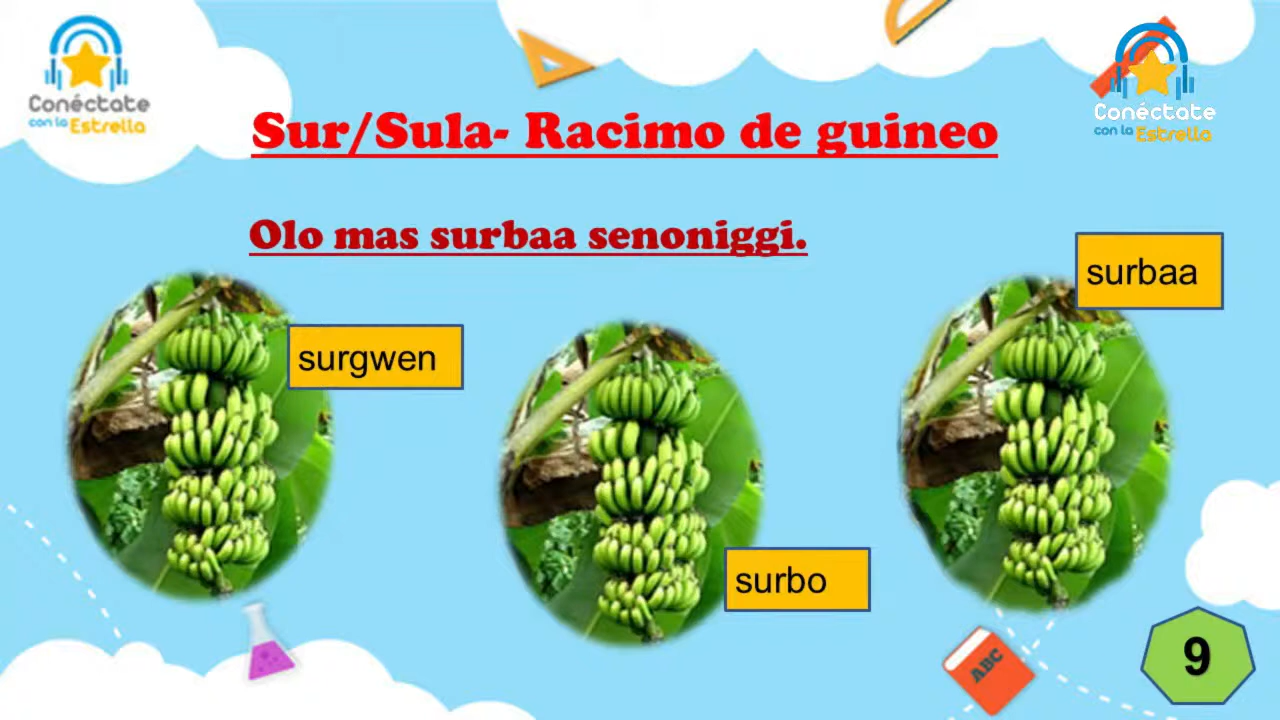 Conéctate
con la Estrella
Conéctate
con la Estrella
Sur/Sula- Racimo de guineo
Olo mas surbaa senoniggi.
surbaa
surgwen
surbo
ABC
9